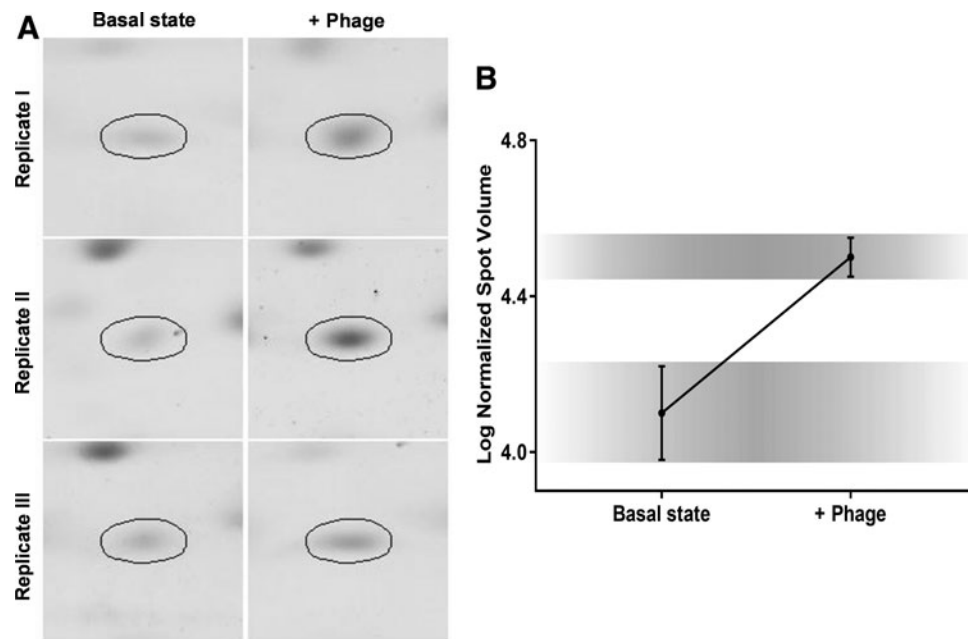 A
Basal state
+ Phage
Replicate I
Replicate II
Replicate III
B
Log Normalized Spot Volume
4.8
4.4
4.0
Basal state
+ Phage